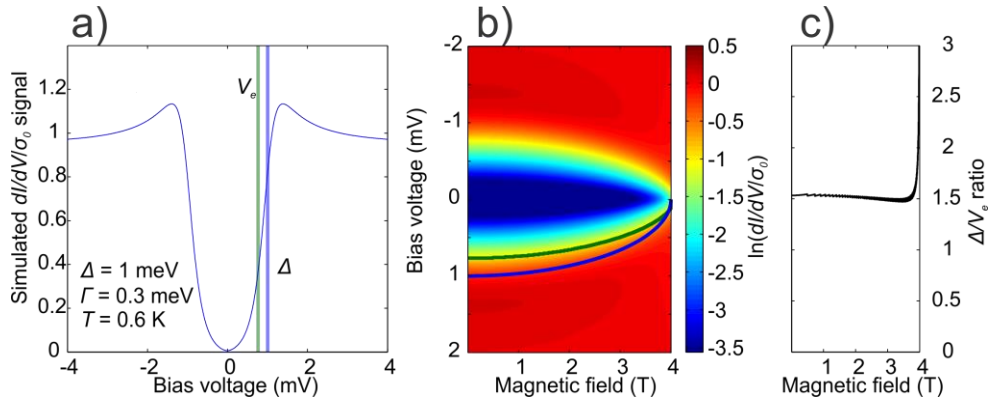 a)
Simulated dI/dV/σ₀ signal
1.2
1
0.8
0.6
0.4
0.2
0
Vₑ
Δ
Δ = 1 meV
Γ = 0.3 meV
T = 0.6 K
-4
-2
0
2
4
Bias voltage (mV)
b)
Bias voltage (mV)
-2
-1
0
1
2
0
1
2
3
4
Magnetic field (T)
0.5
0
-0.5
-1
-1.5
-2
-2.5
-3
-3.5
ln(dI/dV/σ₀)
c)
3
2.5
2
1.5
1
0.5
0
Δ/Vₑ ratio
1
2
3
4
Magnetic field (T)